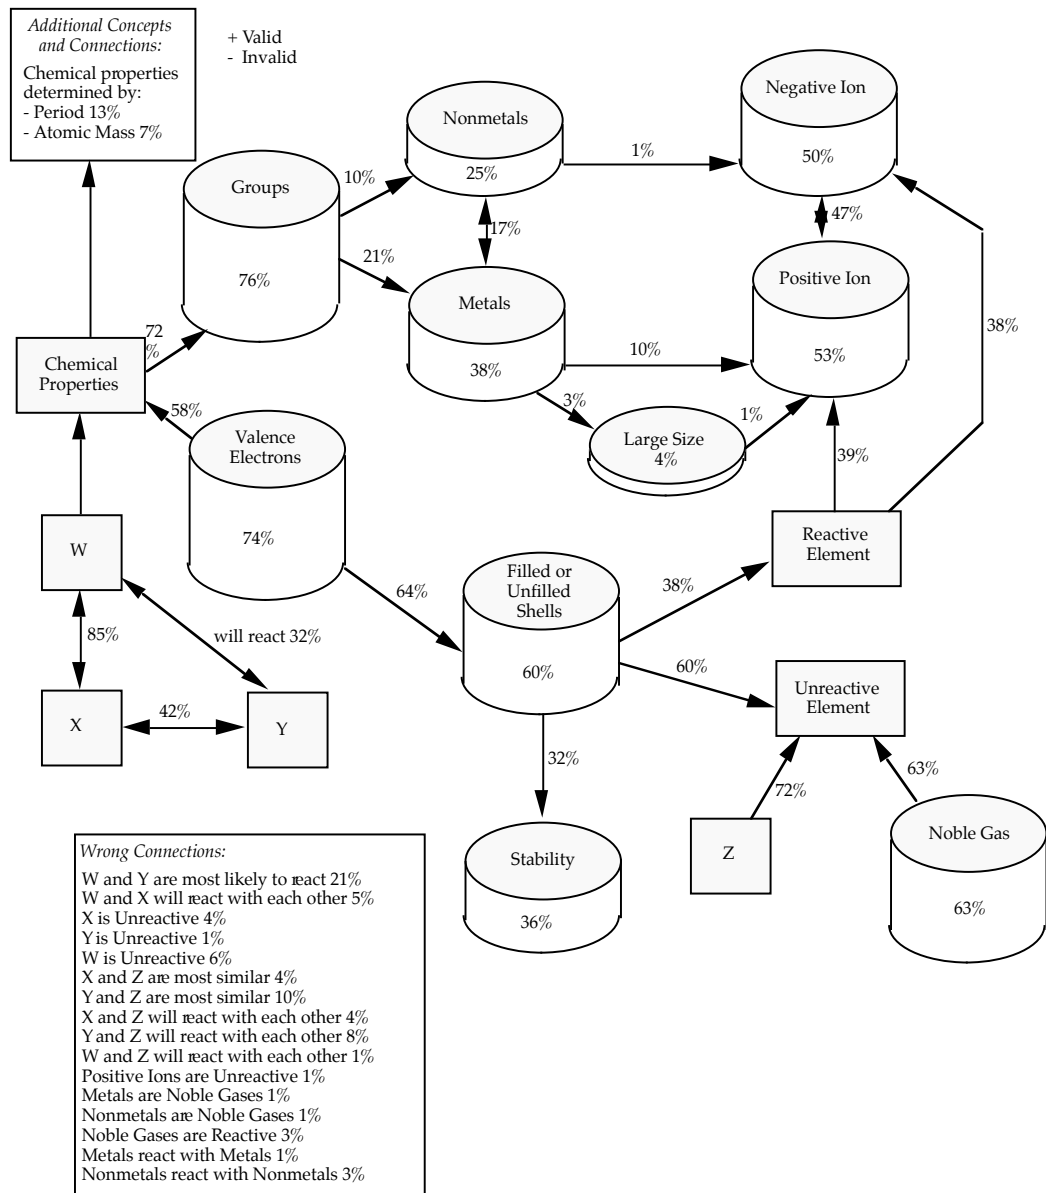 Additional Concepts
and Connections:
Chemical properties
determined by:
- Period 13%
- Atomic Mass 7%
+ Valid
- Invalid
Nonmetals
25%
1%
Negative Ion
50%
Groups
76%
10%
21%
17%
47%
Metals
38%
Positive Ion
53%
10%
3%
1%
Large Size
4%
38%
39%
72
%
Chemical
Properties
58%
Valence
Electrons
74%
64%
W
85%
will react 32%
X
42%
Y
Filled or
Unfilled
Shells
60%
38%
Reactive
Element
60%
Unreactive
Element
32%
72%
63%
Z
Noble Gas
63%
Stability
36%
Wrong Connections:
W and Y are most likely to react 21%
W and X will react with each other 5%
X is Unreactive 4%
Y is Unreactive 1%
W is Unreactive 6%
X and Z are most similar 4%
Y and Z are most similar 10%
X and Z will react with each other 4%
Y and Z will react with each other 8%
W and Z will react with each other 1%
Positive Ions are Unreactive 1%
Metals are Noble Gases 1%
Nonmetals are Noble Gases 1%
Noble Gases are Reactive 3%
Metals react with Metals 1%
Nonmetals react with Nonmetals 3%